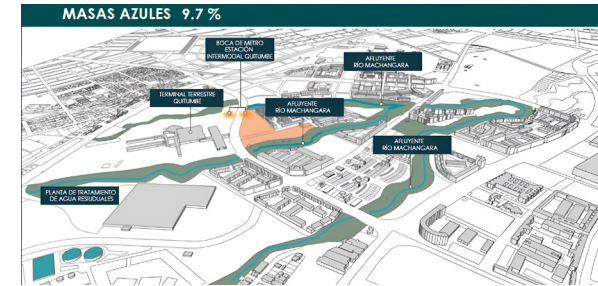 MASAS AZULES 9.7 %
BOCA DE METRO
ESTACIÓN
INTERMODAL QUITUMBE
AFLUYENTE
RÍO MACHANGARA
TERMINAL TERRESTRE
QUITUMBE
AFLUYENTE
RÍO MACHANGARA
AFLUYENTE
RÍO MACHANGARA
PLANTA DE TRATAMIENTO
DE AGUA RESIUDUALES